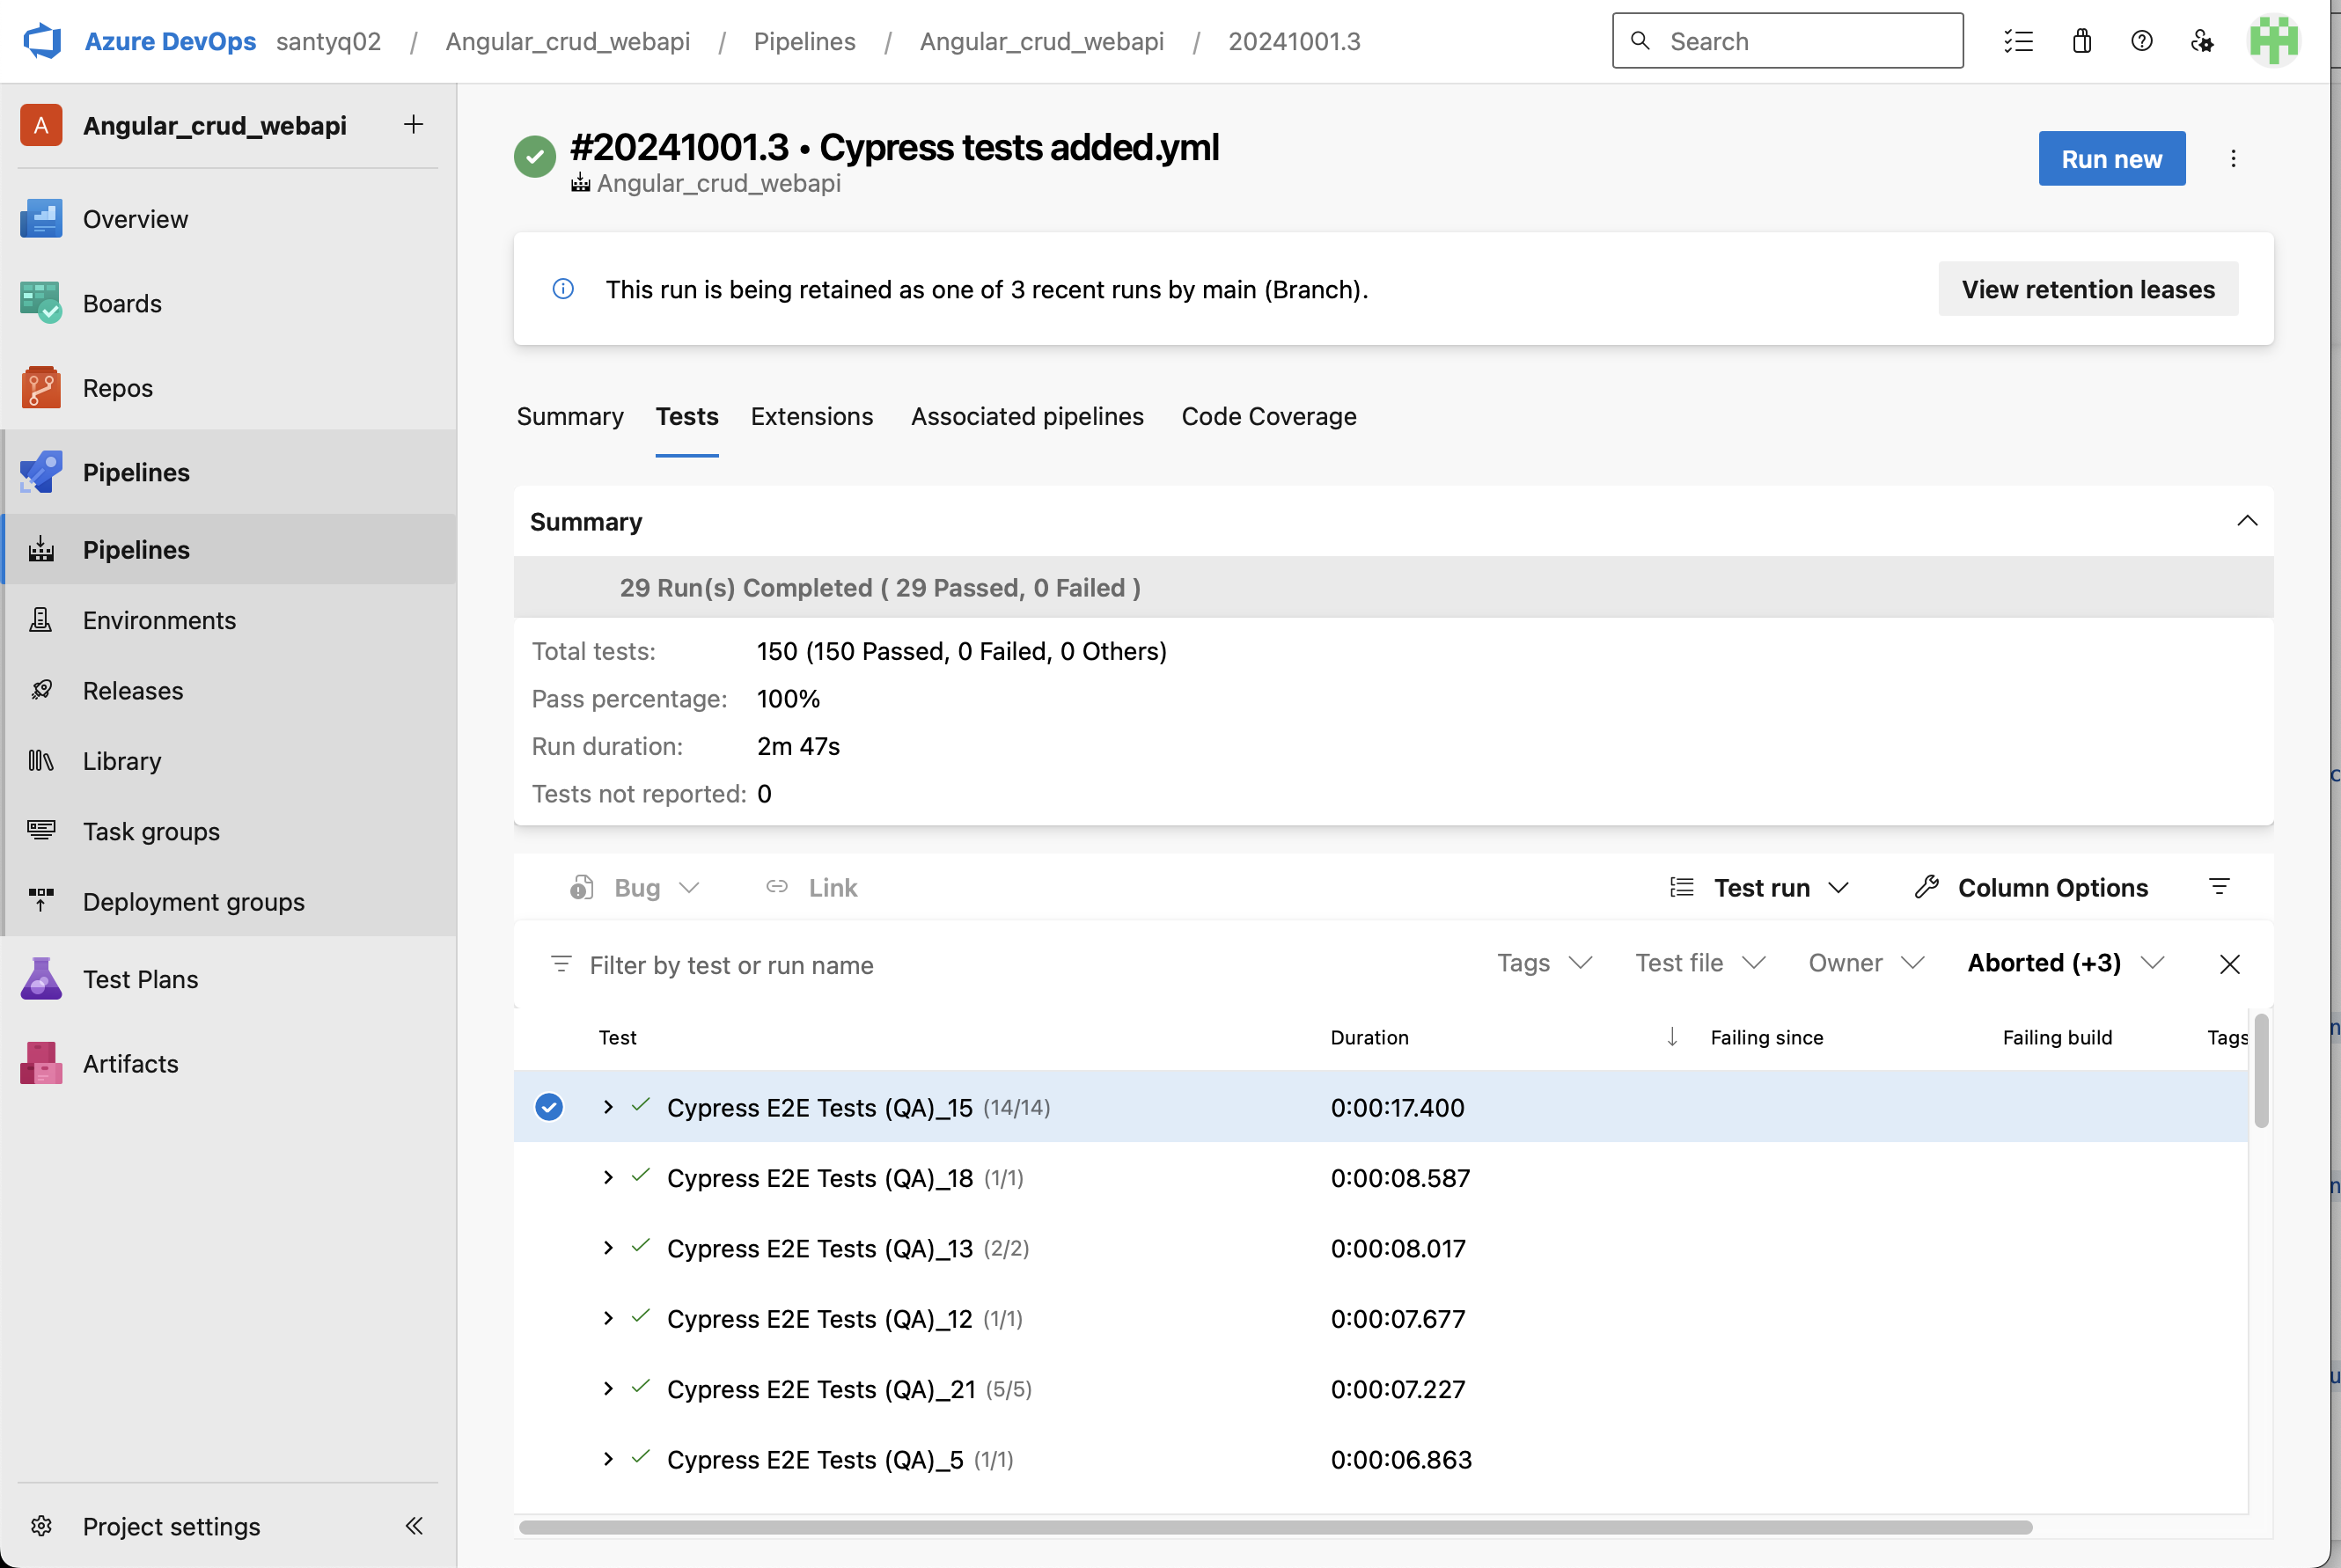 Azure DevOps santyq02 / Angular_crud_webapi / Pipelines / Angular_crud_webapi / 20241001.3
Search
A Angular_crud_webapi
Overview
Boards
Repos
Pipelines
Pipelines
Environments
Releases
Library
Task groups
Deployment groups
Test Plans
Artifacts
Project settings
#20241001.3 • Cypress tests added.yml
Angular_crud_webapi
Run new
This run is being retained as one of 3 recent runs by main (Branch).
View retention leases
Summary Tests Extensions Associated pipelines Code Coverage
Summary
29 Run(s) Completed ( 29 Passed, 0 Failed )
Total tests: 150 (150 Passed, 0 Failed, 0 Others)
Pass percentage: 100%
Run duration: 2m 47s
Tests not reported: 0
Bug Link Test run Column Options
Filter by test or run name Tags Test file Owner Aborted (+3)
Test Duration Failing since Failing build Tags
Cypress E2E Tests (QA)_15 (14/14) 0:00:17.400
Cypress E2E Tests (QA)_18 (1/1) 0:00:08.587
Cypress E2E Tests (QA)_13 (2/2) 0:00:08.017
Cypress E2E Tests (QA)_12 (1/1) 0:00:07.677
Cypress E2E Tests (QA)_21 (5/5) 0:00:07.227
Cypress E2E Tests (QA)_5 (1/1) 0:00:06.863